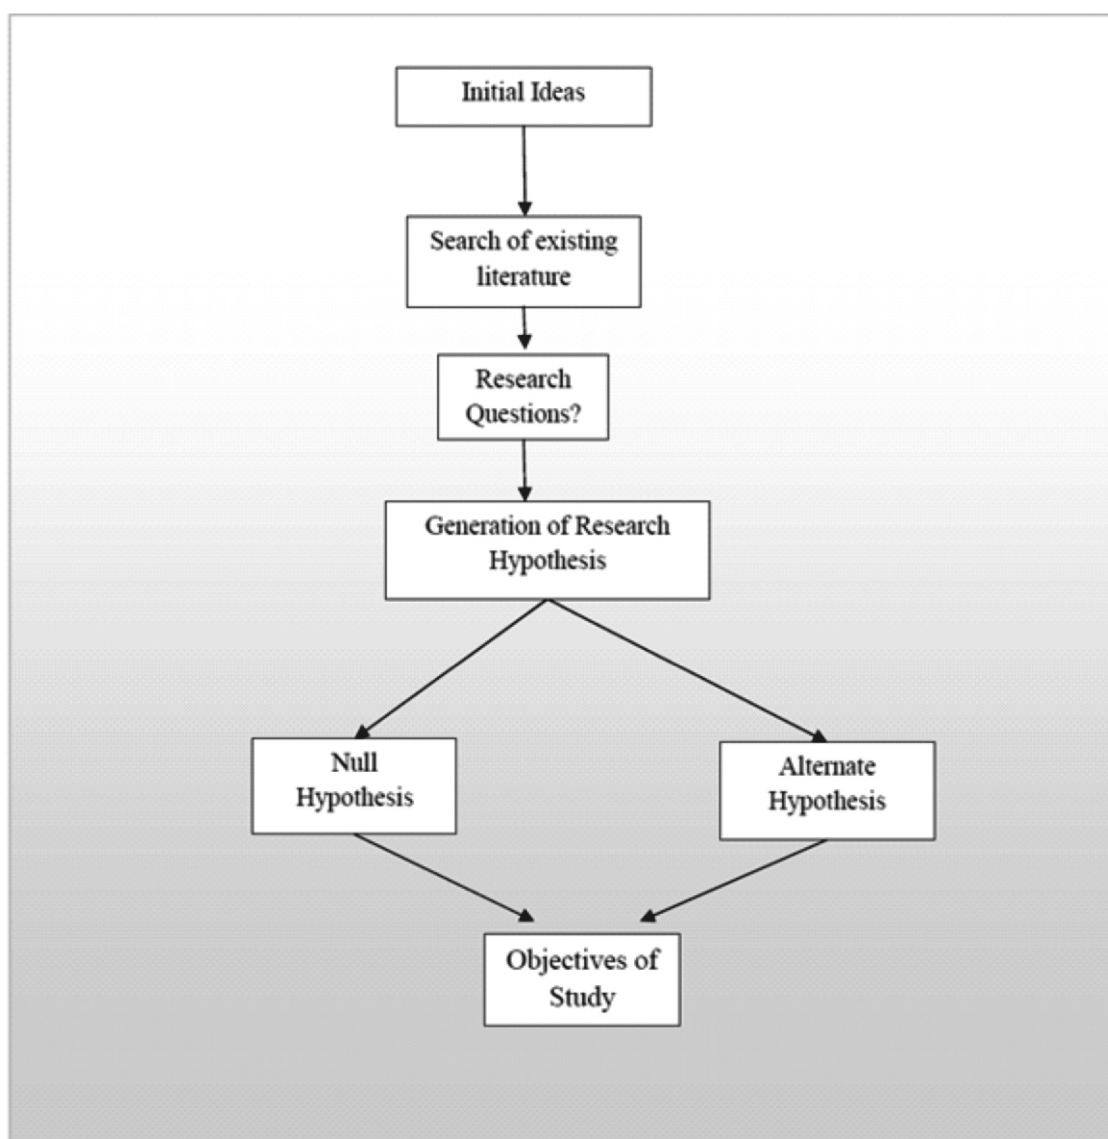 Initial Ideas
Search of existing
literature
Research
Questions?
Generation of Research
Hypothesis
Null
Hypothesis
Alternate
Hypothesis
Objectives of
Study